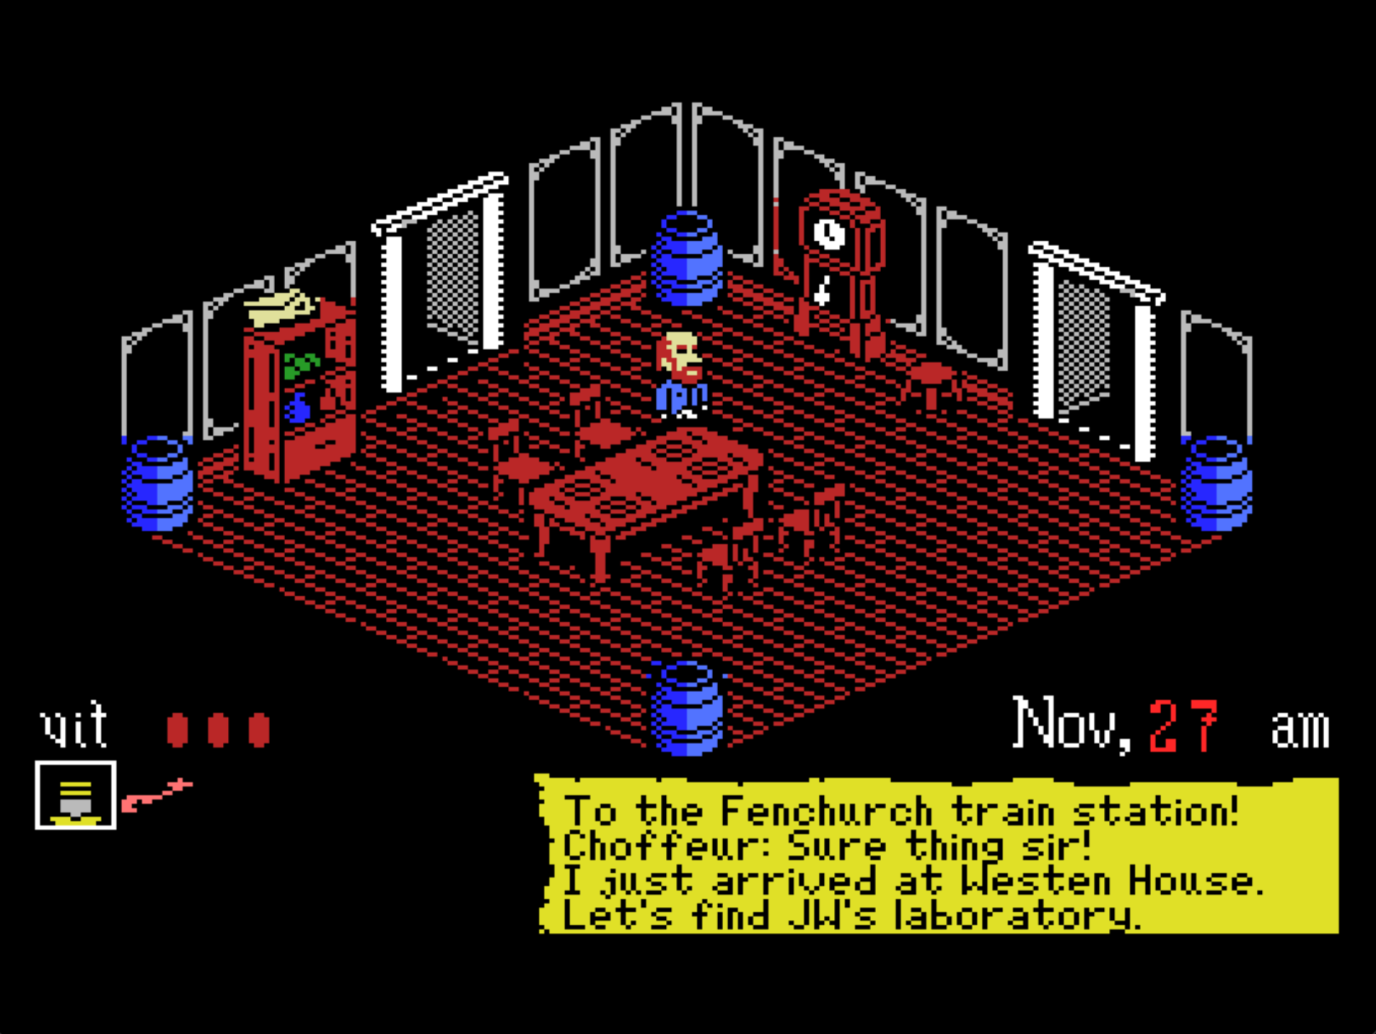 vit
Nov, 27 am
To the Fenchurch train station!
Choffeur: Sure thing sir!
I just arrived at Westen House.
Let's find JW's laboratory.